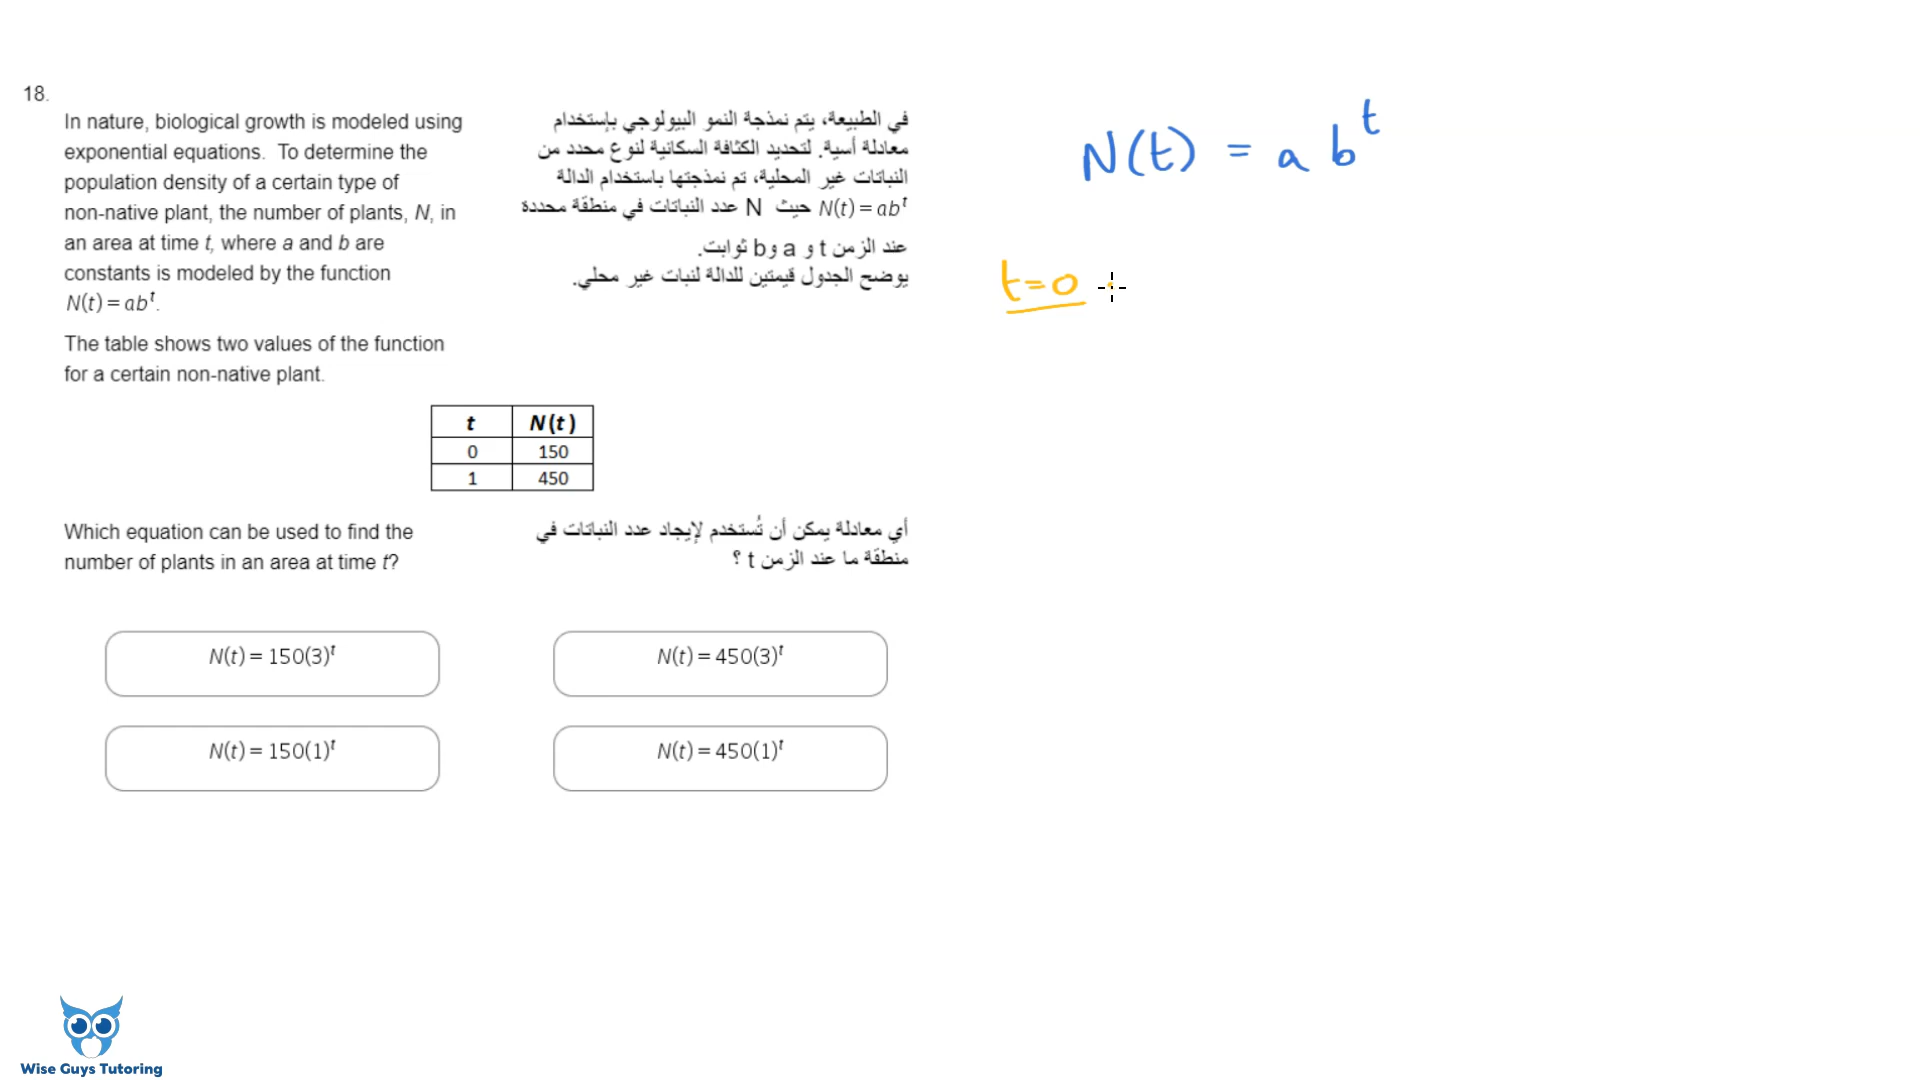 18.
In nature, biological growth is modeled using
exponential equations. To determine the
population density of a certain type of
non-native plant, the number of plants, N, in
an area at time t, where a and b are
constants is modeled by the function
N(t) = ab^t.
The table shows two values of the function
for a certain non-native plant.
في الطبيعة، يتم نمذجة النمو البيولوجي بإستخدام
معادلة أسية. لتحديد الكثافة السكانية لنوع محدد من
النباتات غير المحلية، تم نمذجتها باستخدام الدالة
N(t) = ab^t حيث N عدد النباتات في منطقة محددة
عند الزمن t و a وb ثوابت.
يوضح الجدول قيمتين للدالة لنبات غير محلي.
t N(t)
0 150
1 450
Which equation can be used to find the
number of plants in an area at time t?
أي معادلة يمكن أن تُستخدم لإيجاد عدد النباتات في
منطقة ما عند الزمن t ؟
N(t) = 150(3)^t
N(t) = 450(3)^t
N(t) = 150(1)^t
N(t) = 450(1)^t
N(t) = a b^t
t=0
Wise Guys Tutoring